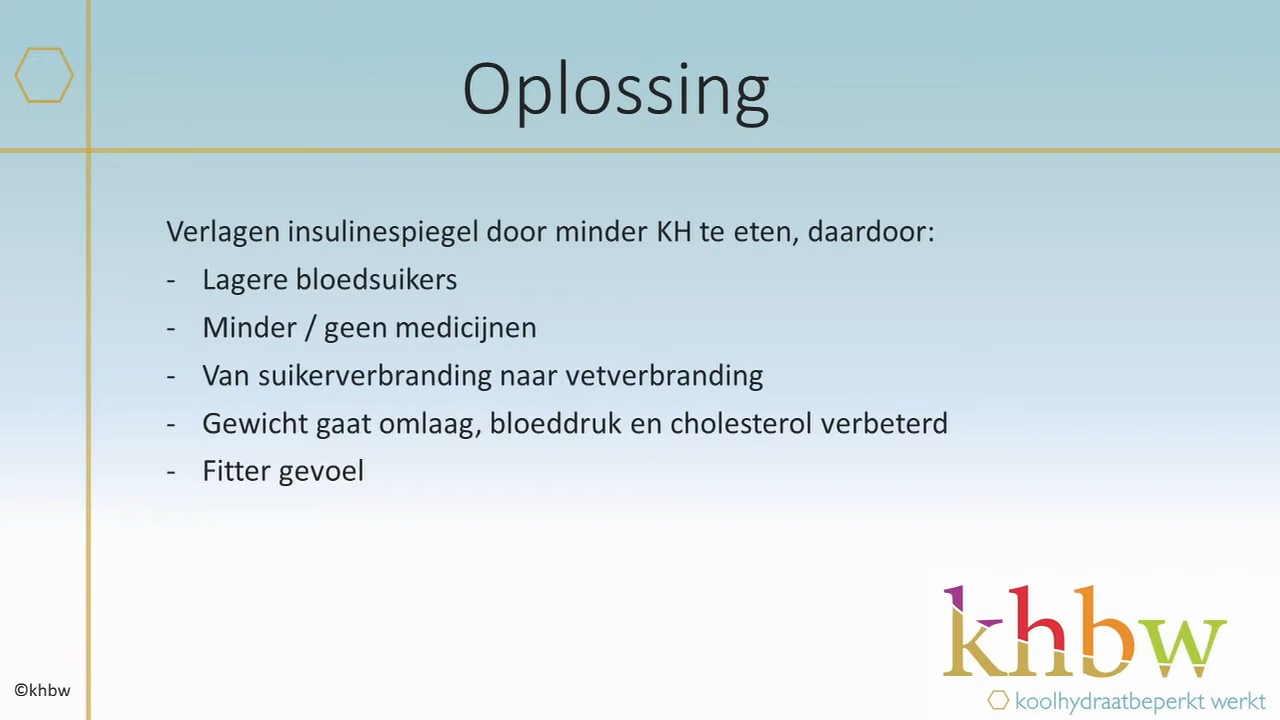 Oplossing
Verlagen insulinespiegel door minder KH te eten, daardoor:
- Lagere bloedsuikers
- Minder / geen medicijnen
- Van suikerverbranding naar vetverbranding
- Gewicht gaat omlaag, bloeddruk en cholesterol verbeterd
- Fitter gevoel
khbw
koolhydraatbeperkt werkt
©khbw